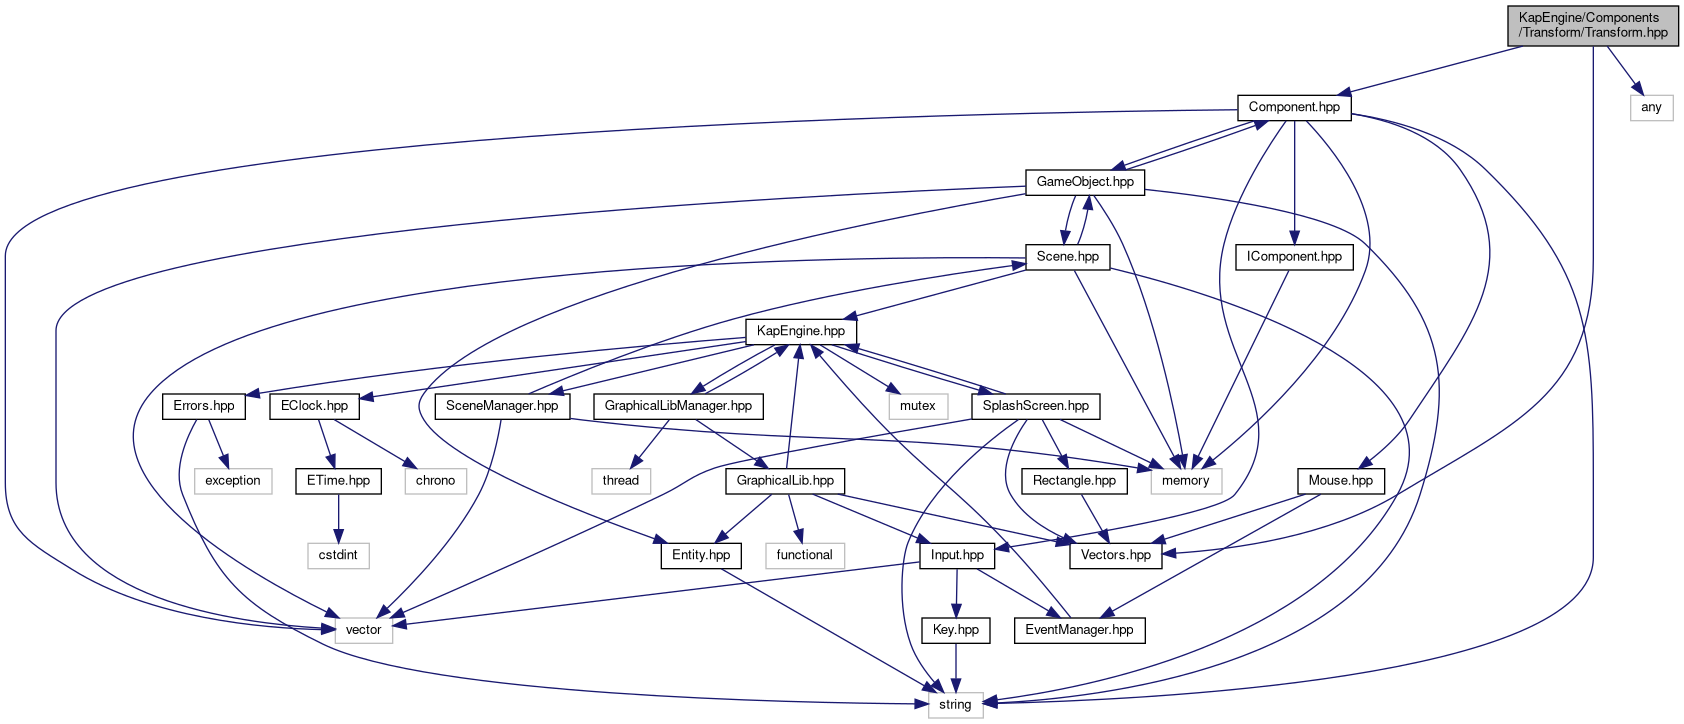 KapEngine/Components
/Transform/Transform.hpp
Component.hpp
any
GameObject.hpp
Scene.hpp
IComponent.hpp
KapEngine.hpp
Errors.hpp
EClock.hpp
SceneManager.hpp
GraphicalLibManager.hpp
mutex
SplashScreen.hpp
exception
ETime.hpp
chrono
thread
GraphicalLib.hpp
Rectangle.hpp
memory
Mouse.hpp
cstdint
Entity.hpp
functional
Input.hpp
Vectors.hpp
vector
Key.hpp
EventManager.hpp
string